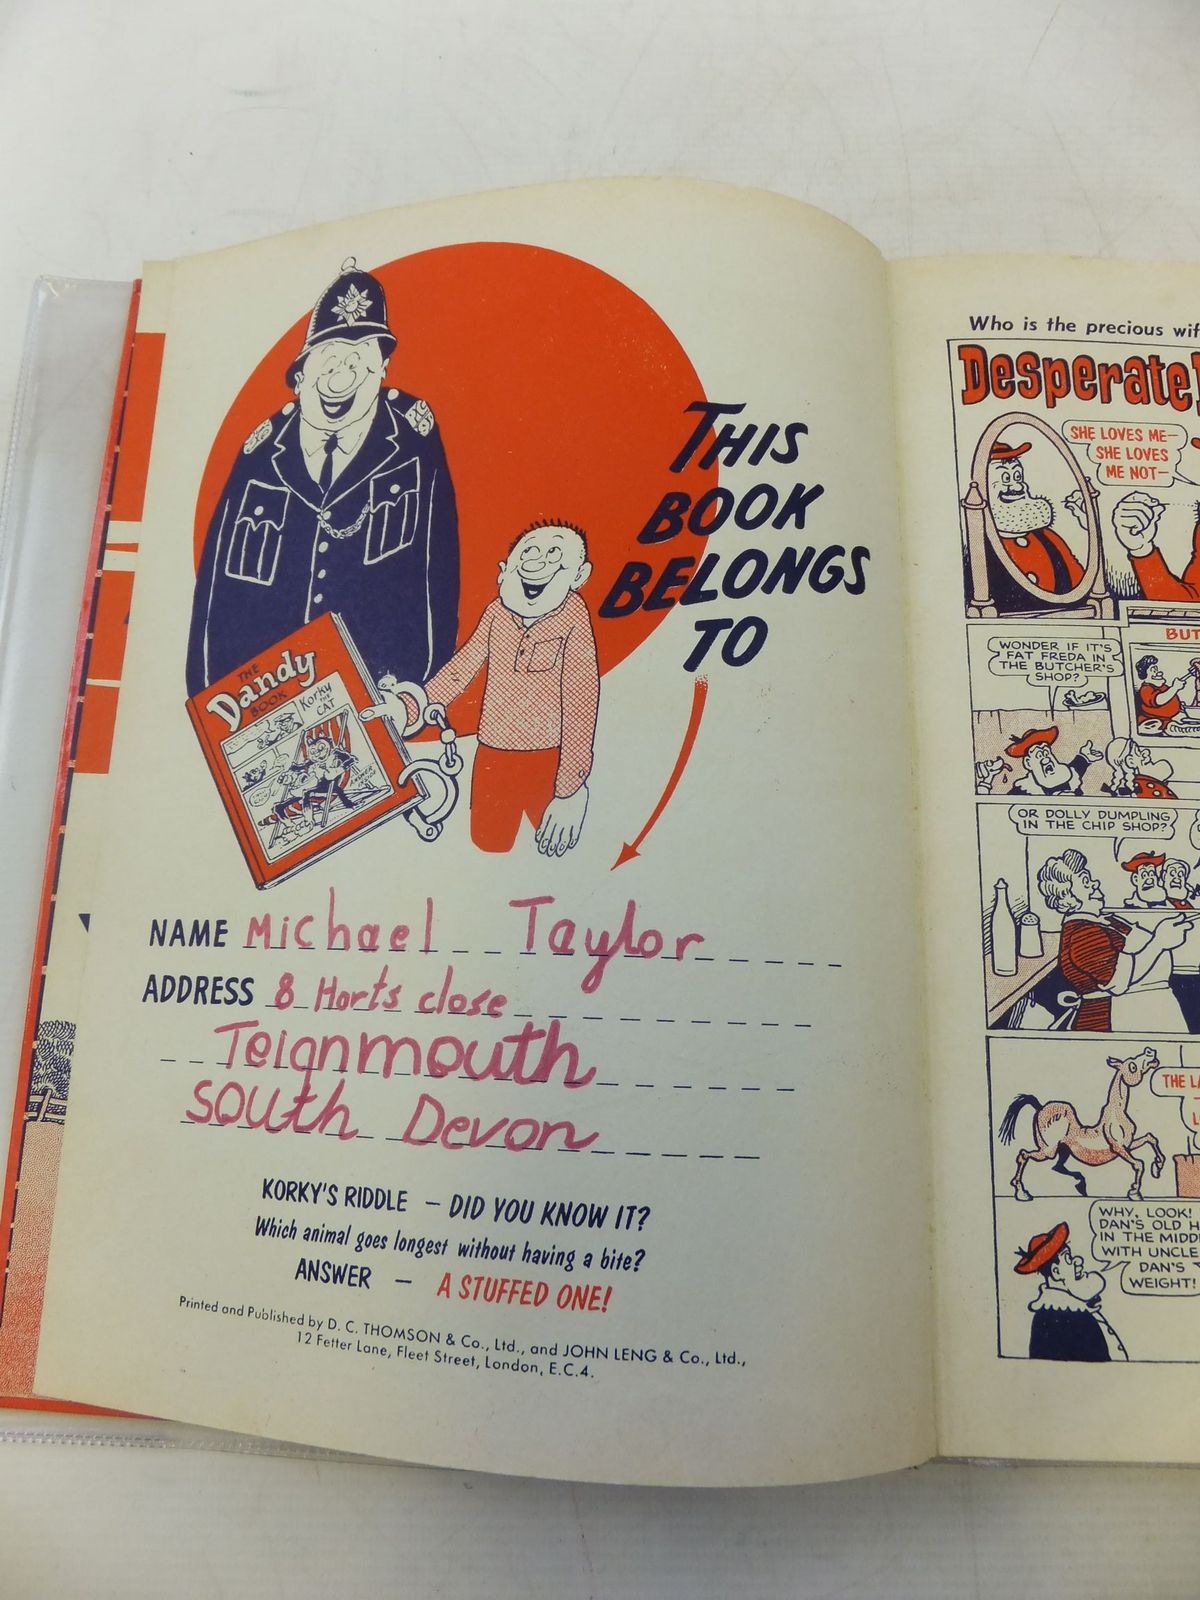 THIS
BOOK
BELONGS
TO
THE
Dandy
BOOK
Korky
THE
CAT
NAME Michael Taylor
ADDRESS 8 Horts close
Teignmouth
South Devon
KORKY'S RIDDLE — DID YOU KNOW IT?
Which animal goes longest without having a bite?
ANSWER — A STUFFED ONE!
Printed and Published by D. C. THOMSON & Co., Ltd., and JOHN LENG & Co., Ltd.,
12 Fetter Lane, Fleet Street, London, E.C.4.
Who is the precious wif
Desperate
SHE LOVES ME—
SHE LOVES
ME NOT—
WONDER IF IT'S
FAT FREDA IN
THE BUTCHER'S
SHOP?
BUT
OR DOLLY DUMPLING
IN THE CHIP SHOP?
THE LA
WHY, LOOK!
DAN'S OLD H
IN THE MIDD
WITH UNCLE
DAN'S
WEIGHT!